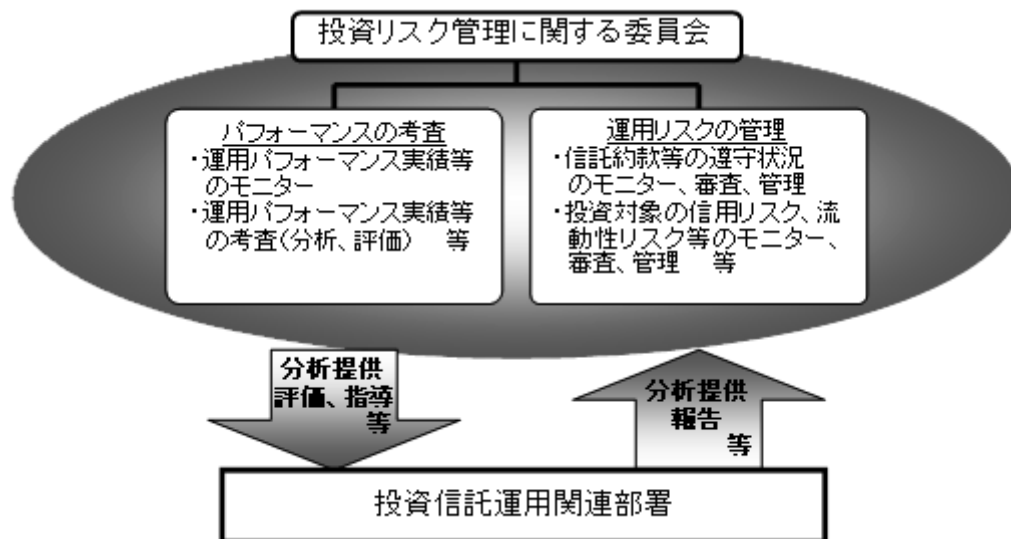 投資リスク管理に関する委員会
パフォーマンスの考査
・運用パフォーマンス実績等
のモニター
・運用パフォーマンス実績等
の考査(分析、評価) 等
運用リスクの管理
・信託約款等の遵守状況
のモニター、審査、管理
・投資対象の信用リスク、流
動性リスク等のモニター、
審査、管理 等
分析提供
評価、指導
等
分析提供
報告
等
投資信託運用関連部署